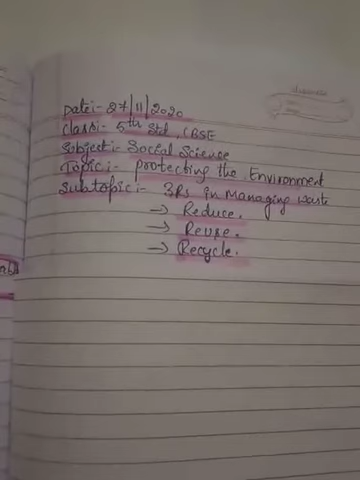 Date:- 27/11/2020
Class:- 5th Std, CBSE
Subject:- Social Science
Topic:- protecting the Environment
Subtopic:- 3Rs in Managing waste
→ Reduce.
→ Reuse.
→ Recycle.